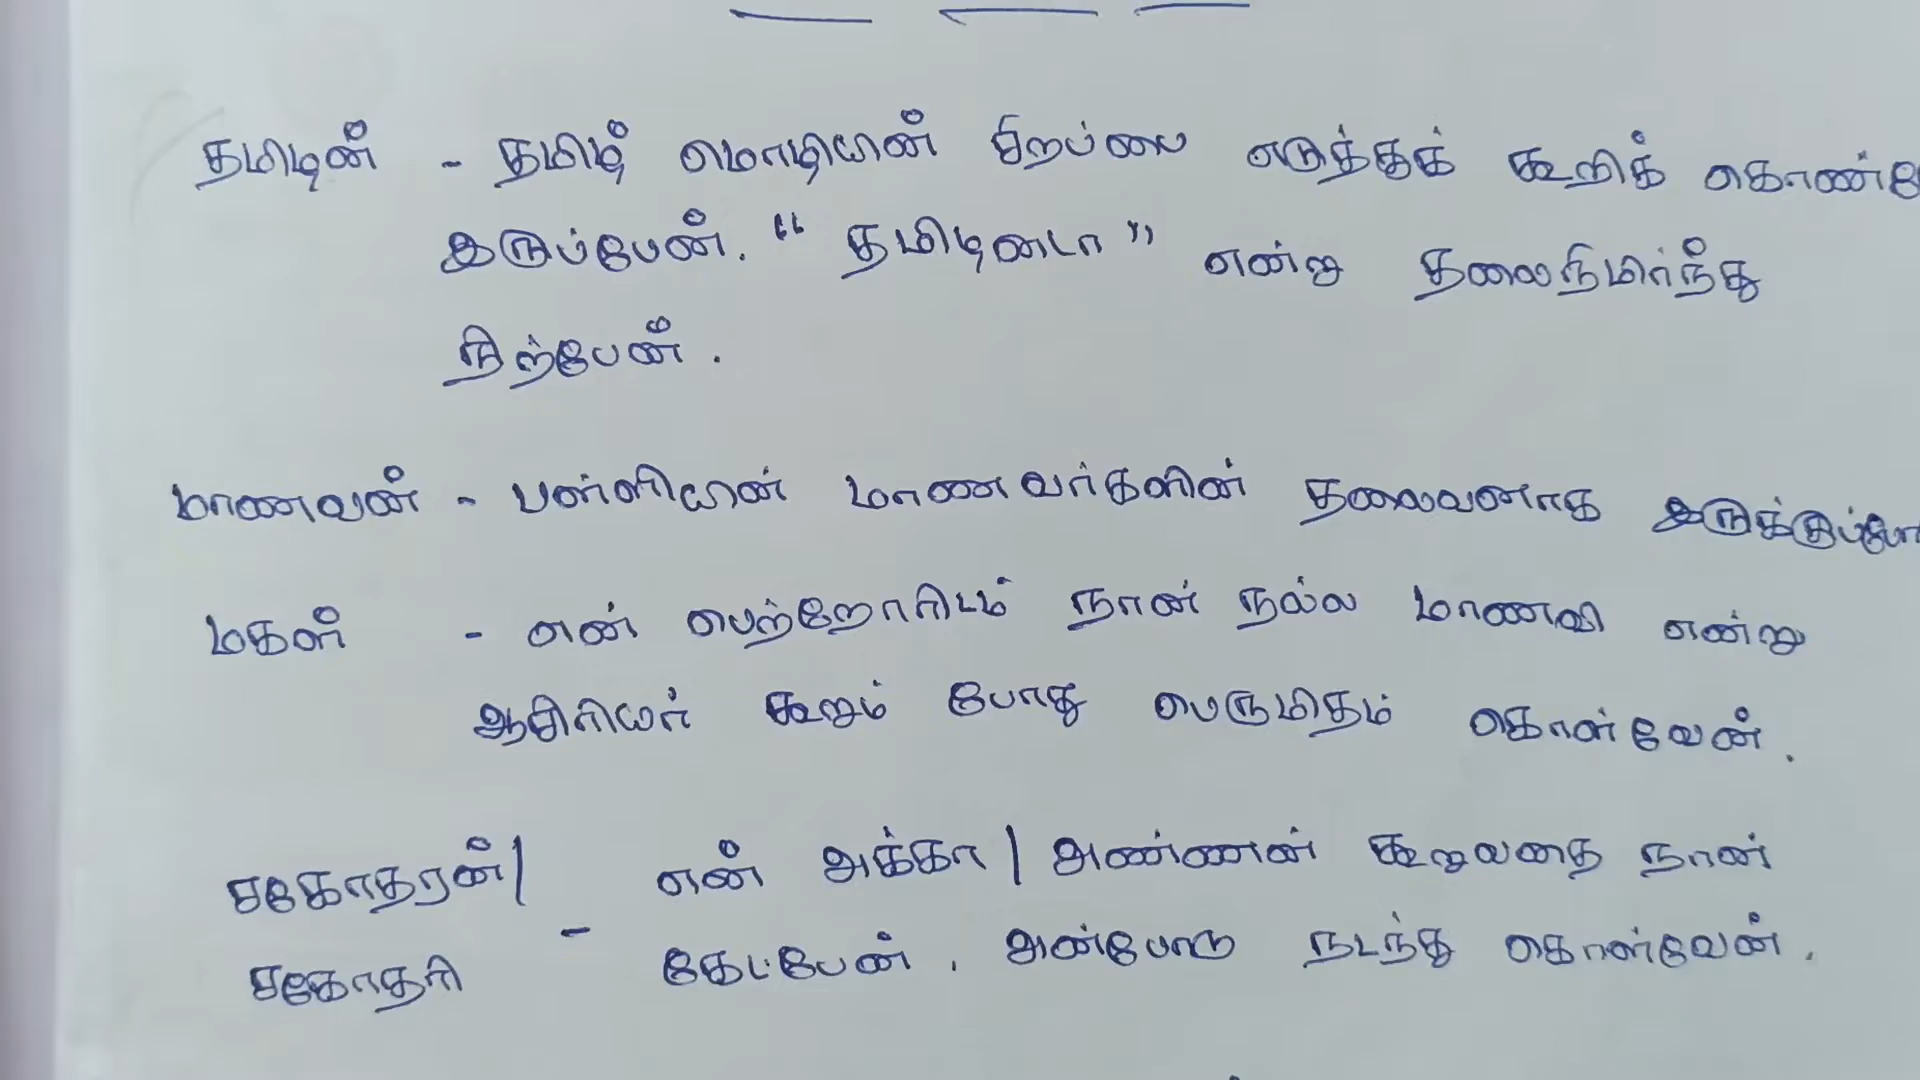 தமிழன் - தமிழ் மொழியின் சிறப்பை எடுத்துக் கூறிக் கொண்டே
இருப்பேன். “ தமிழனடா ” என்று தலைநிமிர்ந்து
நிற்பேன்.
மாணவன் - பள்ளியின் மாணவர்களின் தலைவனாக
மகள் - என் பெற்றோரிடம் நான் நல்ல மாணவி என்று
ஆசிரியர் கூறும் போது பெருமிதம் கொள்வேன்.
சகோதரன்/ என் அக்கா / அண்ணன் கூறுவதை நான்
சகோதரி - கேட்பேன். அன்போடு நடந்து கொள்வேன்.